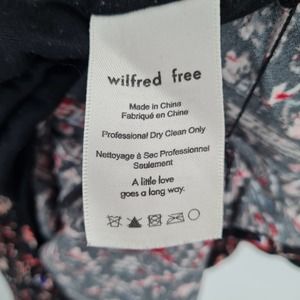 wilfred free
Made in China
Fabriqué en Chine
Professional Dry Clean Only
Nettoyage à Sec Professionnel
Seulement
A little love
goes a long way.